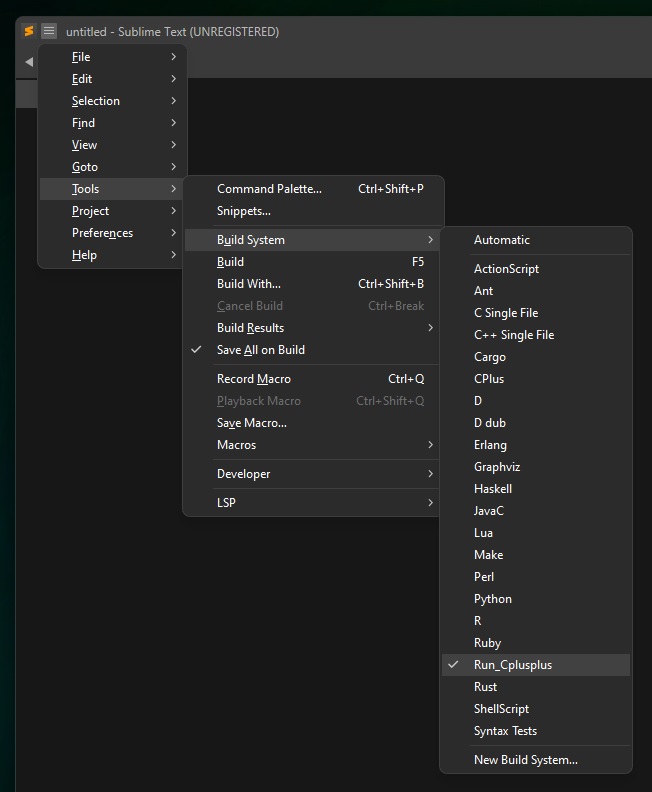 untitled - Sublime Text (UNREGISTERED)
File
Edit
Selection
Find
View
Goto
Tools
Project
Preferences
Help
Command Palette... Ctrl+Shift+P
Snippets...
Build System
Build F5
Build With... Ctrl+Shift+B
Cancel Build Ctrl+Break
Build Results
Save All on Build
Record Macro Ctrl+Q
Playback Macro Ctrl+Shift+Q
Save Macro...
Macros
Developer
LSP
Automatic
ActionScript
Ant
C Single File
C++ Single File
Cargo
CPlus
D
D dub
Erlang
Graphviz
Haskell
JavaC
Lua
Make
Perl
Python
R
Ruby
Run_Cplusplus
Rust
ShellScript
Syntax Tests
New Build System...